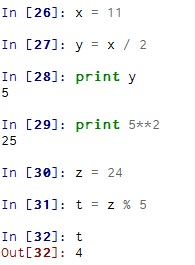 In [26]: x = 11
In [27]: y = x / 2
In [28]: print y
5
In [29]: print 5**2
25
In [30]: z = 24
In [31]: t = z % 5
In [32]: t
Out[32]: 4